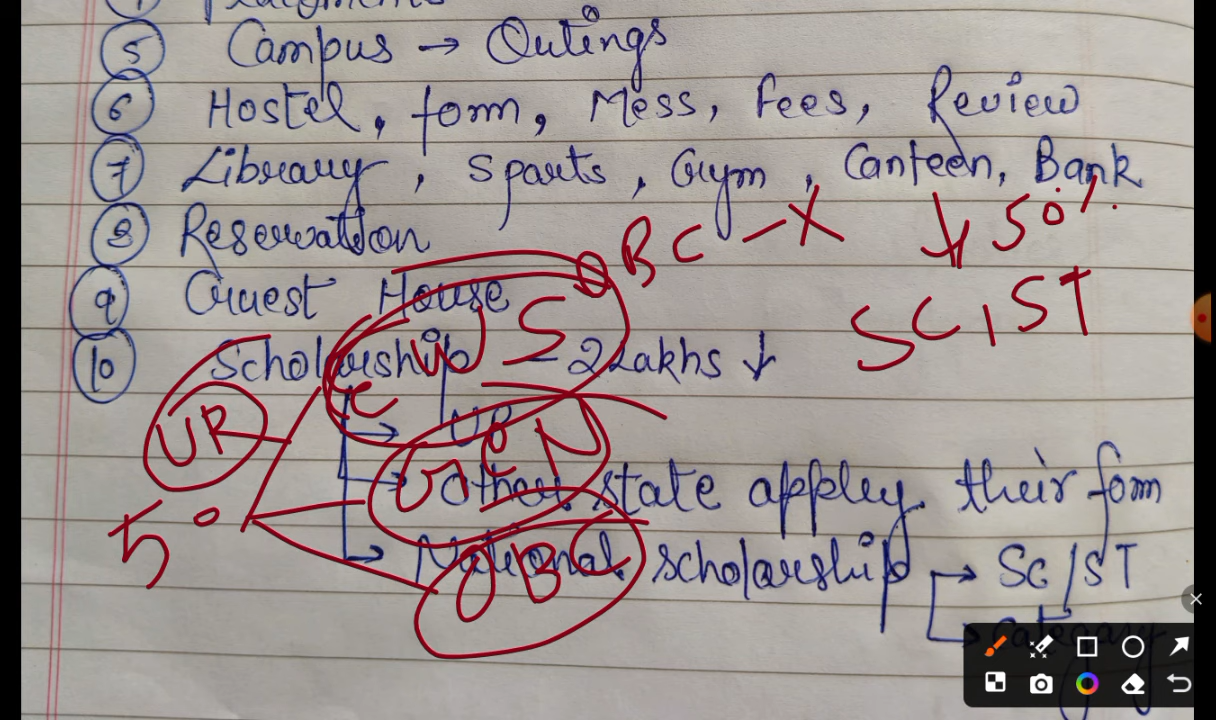 5 Campus → Outings
6 Hostel, form, Mess, Fees, Review
7 Library, Sports, Gym, Canteen, Bank
8 Reservation
OBC - X ↓ 50%
9 Guest House
EWS SC, ST
10 Scholarship - 2 Lakhs ↓
UR → UP
GEN
→ Other state apply their form
50
→ National scholarship → SC/ST
OBC
→ Category